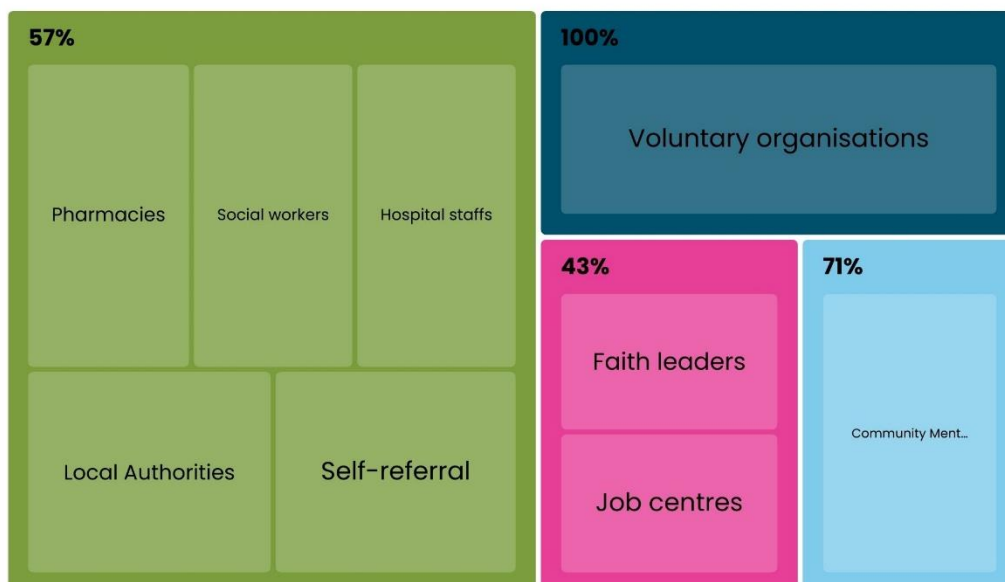 57%
Pharmacies
Social workers
Hospital staffs
Local Authorities
Self-referral
100%
Voluntary organisations
43%
Faith leaders
Job centres
71%
Community Ment...